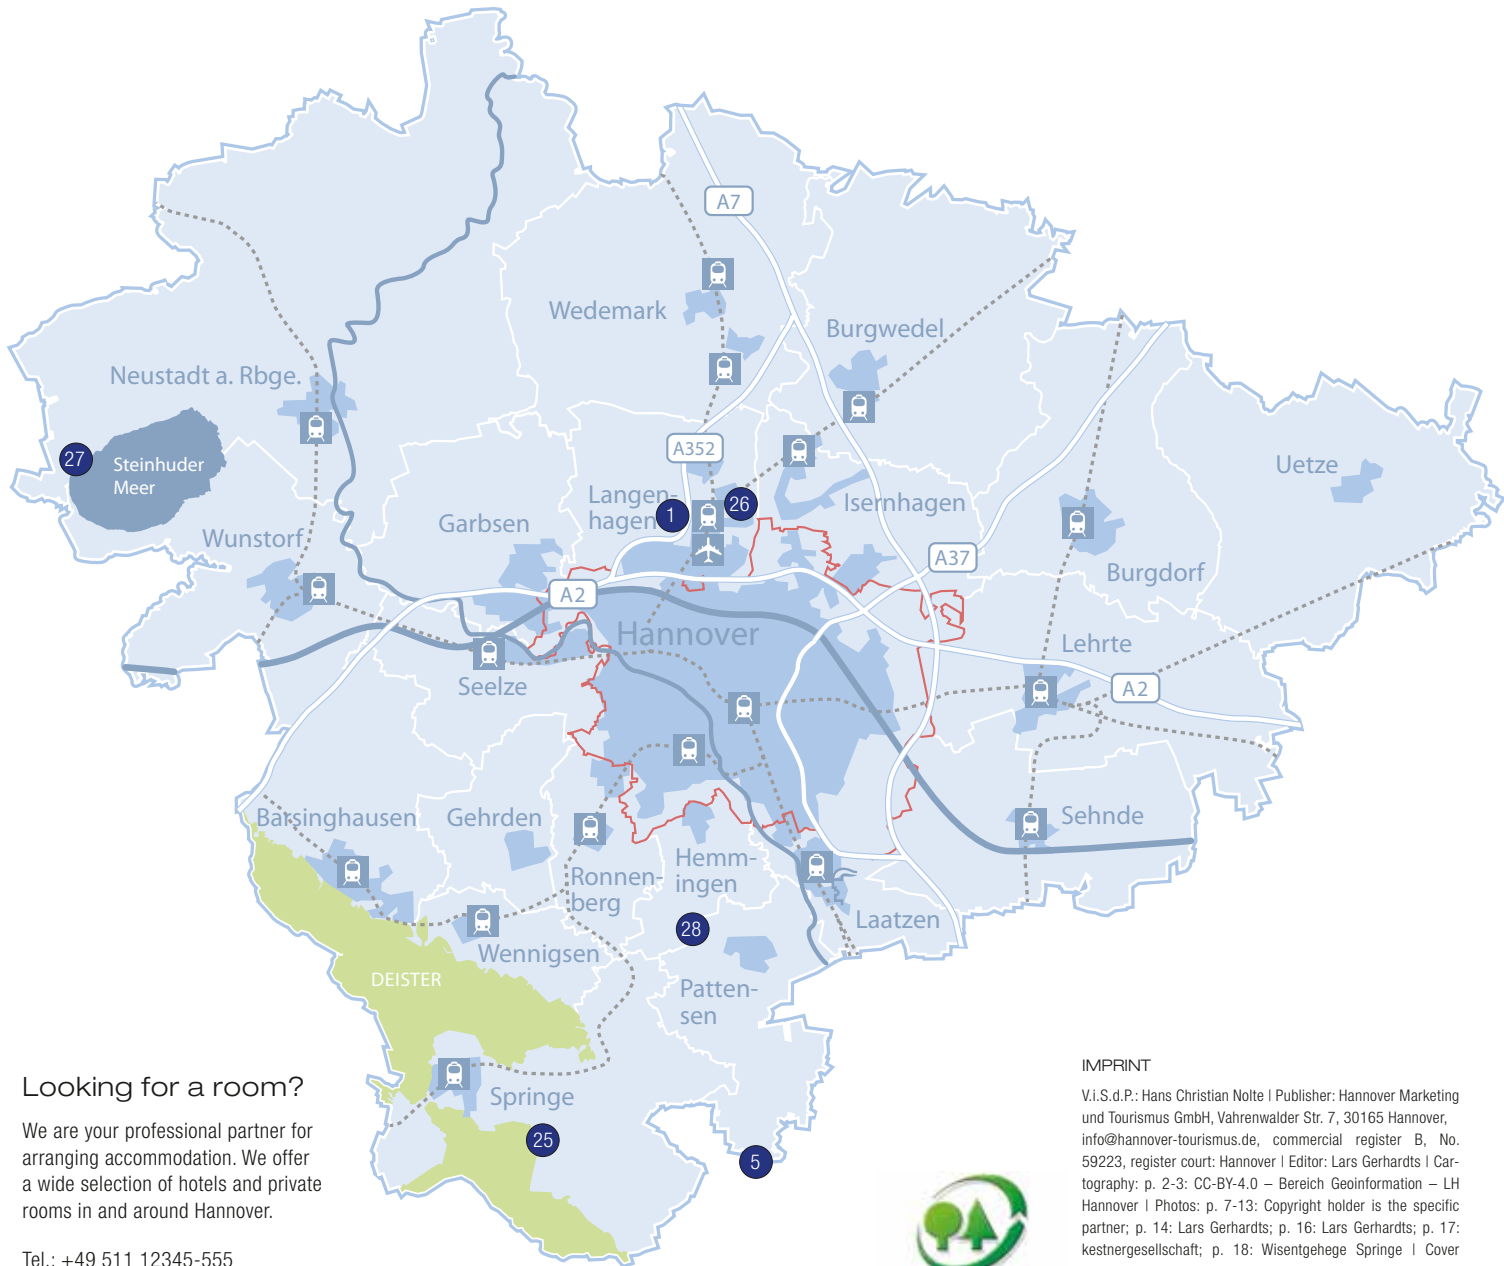 A7
Wedemark
Burgwedel
Neustadt a. Rbge.
A352
27
Steinhuder
Meer
Uetze
Langen-
hagen
1
26
Isernhagen
Garbsen
Wunstorf
A37
Burgdorf
A2
Hannover
Lehrte
Seelze
A2
Barsinghausen
Gehrden
Sehnde
Hemm-
ingen
Ronnen-
berg
28
Laatzen
Wennigsen
DEISTER
Patten-
sen
Springe
25
5
Looking for a room?
We are your professional partner for
arranging accommodation. We offer
a wide selection of hotels and private
rooms in and around Hannover.
Tel.: +49 511 12345-555
IMPRINT
V.i.S.d.P.: Hans Christian Nolte | Publisher: Hannover Marketing
und Tourismus GmbH, Vahrenwalder Str. 7, 30165 Hannover,
info@hannover-tourismus.de, commercial register B, No.
59223, register court: Hannover | Editor: Lars Gerhardts | Car-
tography: p. 2-3: CC-BY-4.0 – Bereich Geoinformation – LH
Hannover | Photos: p. 7-13: Copyright holder is the specific
partner; p. 14: Lars Gerhardts; p. 16: Lars Gerhardts; p. 17:
kestnergesellschaft; p. 18: Wisentgehege Springe | Cover